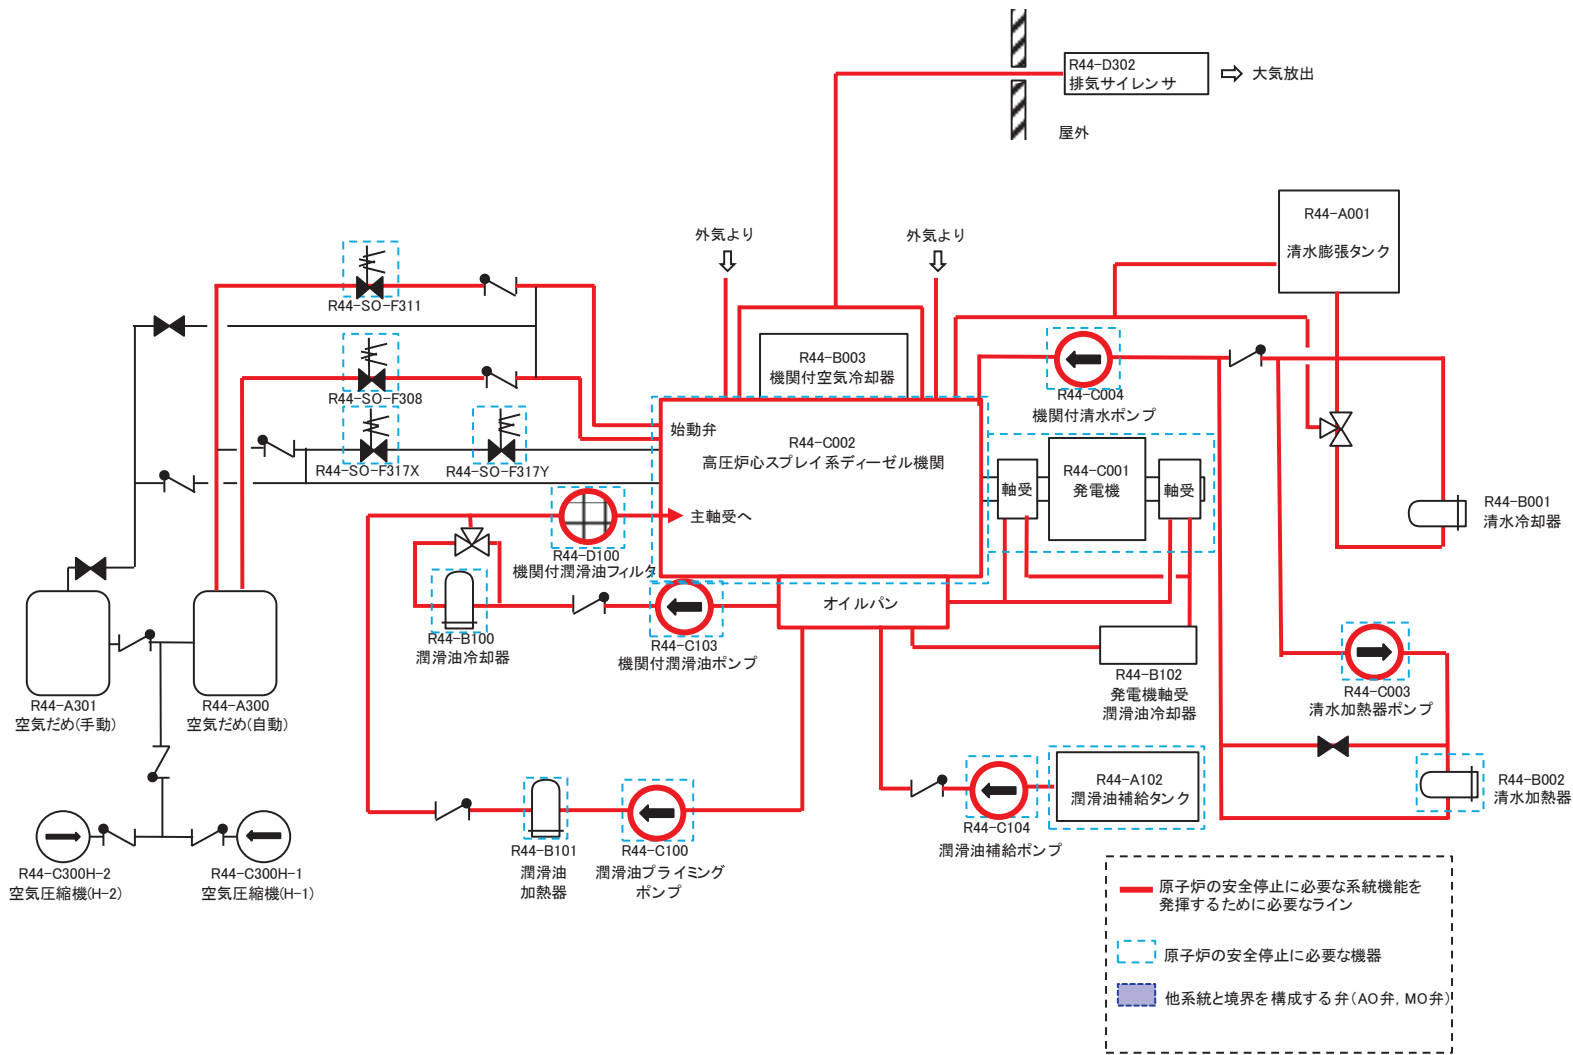 R44-D302
排気サイレンサ
大気放出
屋外
R44-A001
清水膨張タンク
外気より
外気より
R44-SO-F311
R44-B003
機関付空気冷却器
R44-SO-F308
R44-C004
機関付清水ポンプ
始動弁
R44-C002
高圧炉心スプレイ系ディーゼル機関
R44-SO-F317X
R44-SO-F317Y
R44-C001
発電機
軸受
軸受
R44-B001
清水冷却器
主軸受へ
R44-D100
機関付潤滑油フィルタ
オイルパン
R44-B100
潤滑油冷却器
R44-C103
機関付潤滑油ポンプ
R44-B102
発電機軸受
潤滑油冷却器
R44-C003
清水加熱器ポンプ
R44-A301
空気だめ(手動)
R44-A300
空気だめ(自動)
R44-A102
潤滑油補給タンク
R44-B002
清水加熱器
R44-C104
潤滑油補給ポンプ
R44-B101
潤滑油
加熱器
R44-C100
潤滑油プライミング
ポンプ
R44-C300H-2
空気圧縮機(H-2)
R44-C300H-1
空気圧縮機(H-1)
原子炉の安全停止に必要な系統機能を
発揮するために必要なライン
原子炉の安全停止に必要な機器
他系統と境界を構成する弁(AO弁, MO弁)